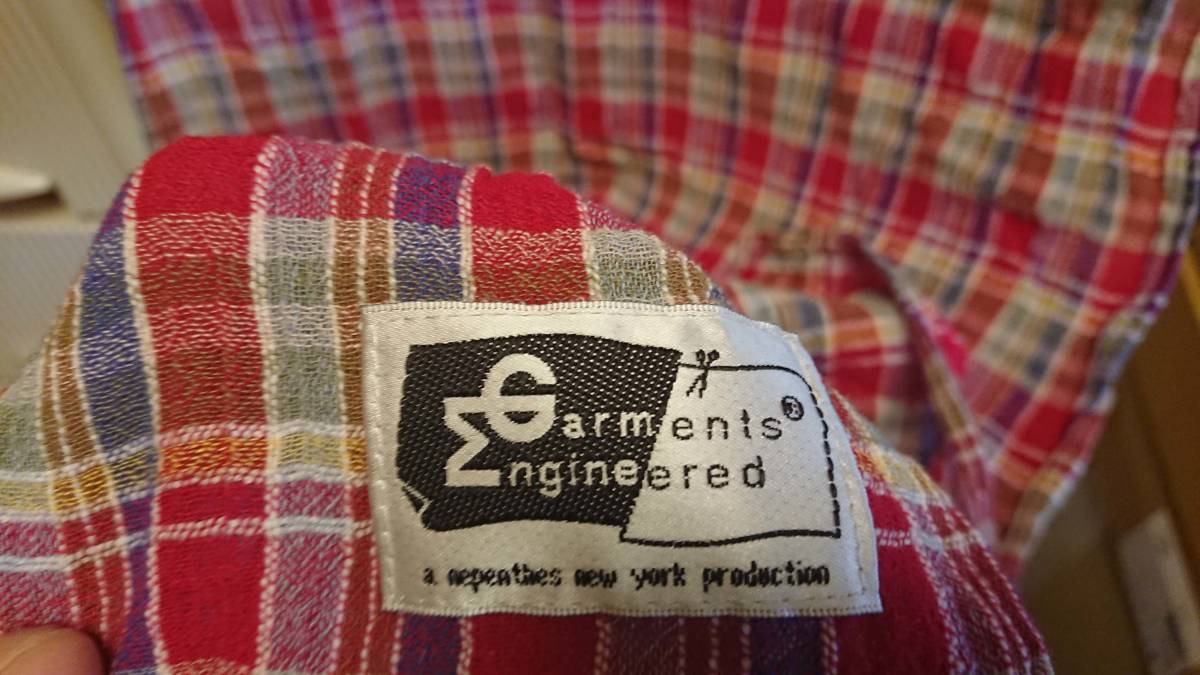 Garments®
Engineered
a nepenthes new york production